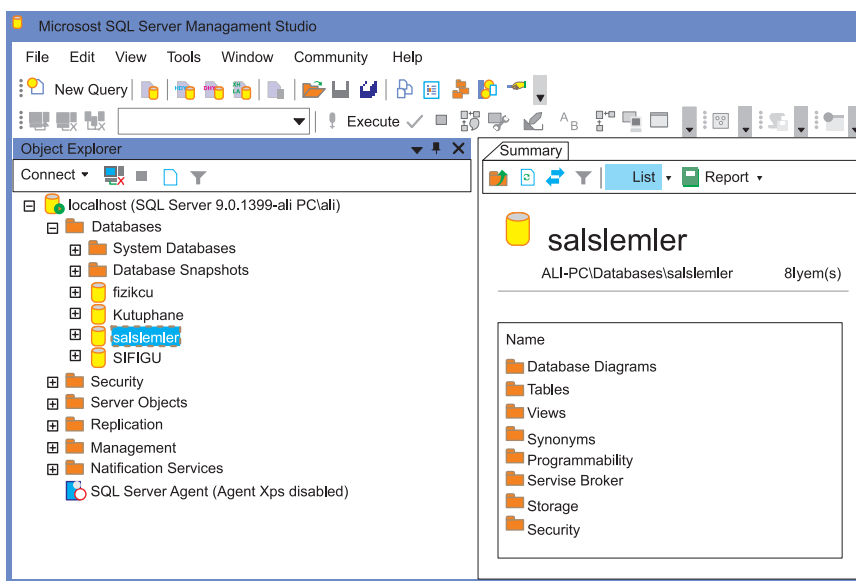 Microsost SQL Server Managament Studio
File Edit View Tools Window Community Help
New Query
Execute A B
Object Explorer
Summary
Connect
List Report
localhost (SQL Server 9.0.1399-ali PC\ali)
Databases
System Databases
Database Snapshots
fizikcu
Kutuphane
salslemler
SIFIGU
Security
Server Objects
Replication
Management
Natification Services
SQL Server Agent (Agent Xps disabled)
salslemler
ALI-PC\Databases\salslemler 8lyem(s)
Name
Database Diagrams
Tables
Views
Synonyms
Programmability
Servise Broker
Storage
Security